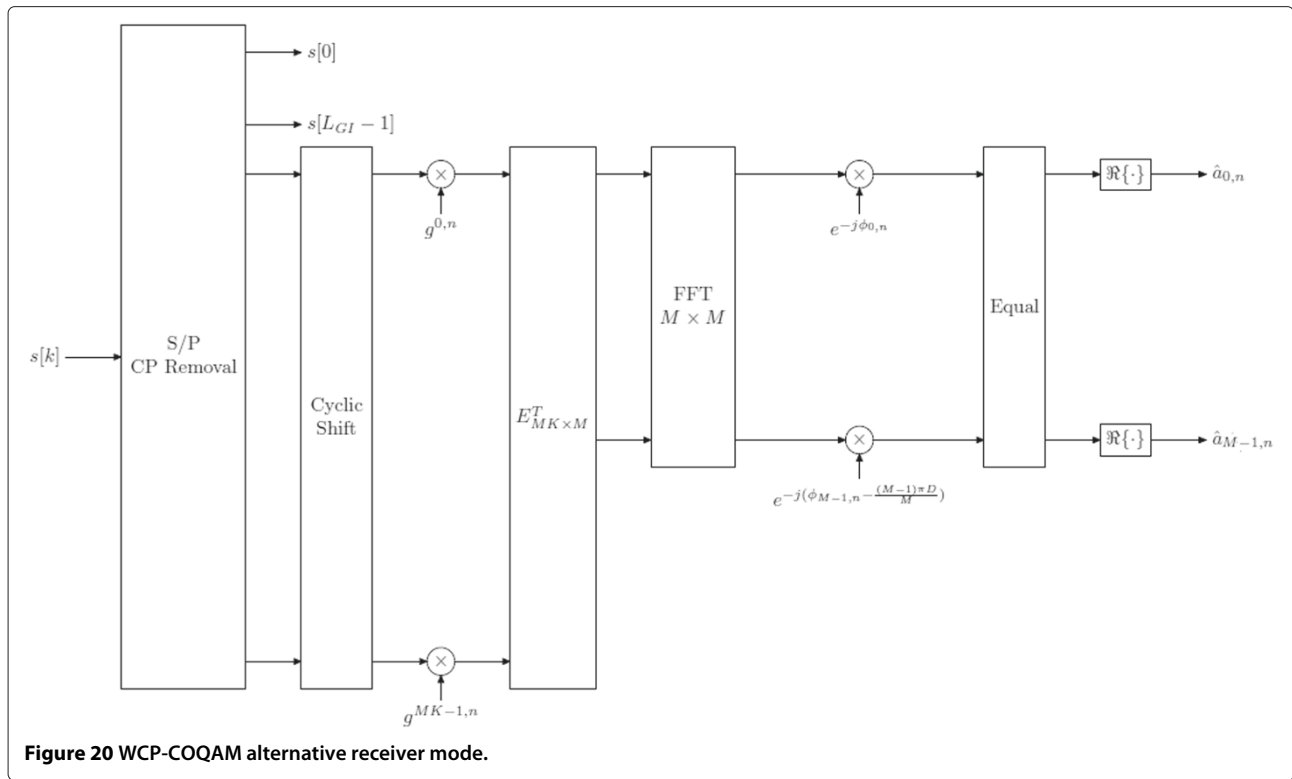 s[0]
s[L_{GI} − 1]
s[k]
S/P
CP Removal
Cyclic
Shift
×
g^{0,n}
×
g^{MK−1,n}
E^T_{MK×M}
FFT
M × M
×
e^{−jϕ_{0,n}}
×
e^{−j(ϕ_{M−1,n} − \frac{(M−1)πD}{M})}
Equal
ℜ{·}
â_{0,n}
ℜ{·}
â_{M−1,n}
Figure 20 WCP-COQAM alternative receiver mode.